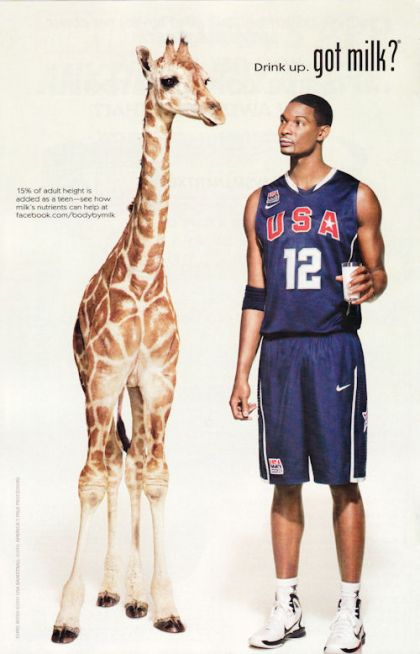 Drink up. got milk?®
15% of adult height is
added as a teen—see how
milk's nutrients can help at
facebook.com/bodybymilk
USA
USA
12
USA